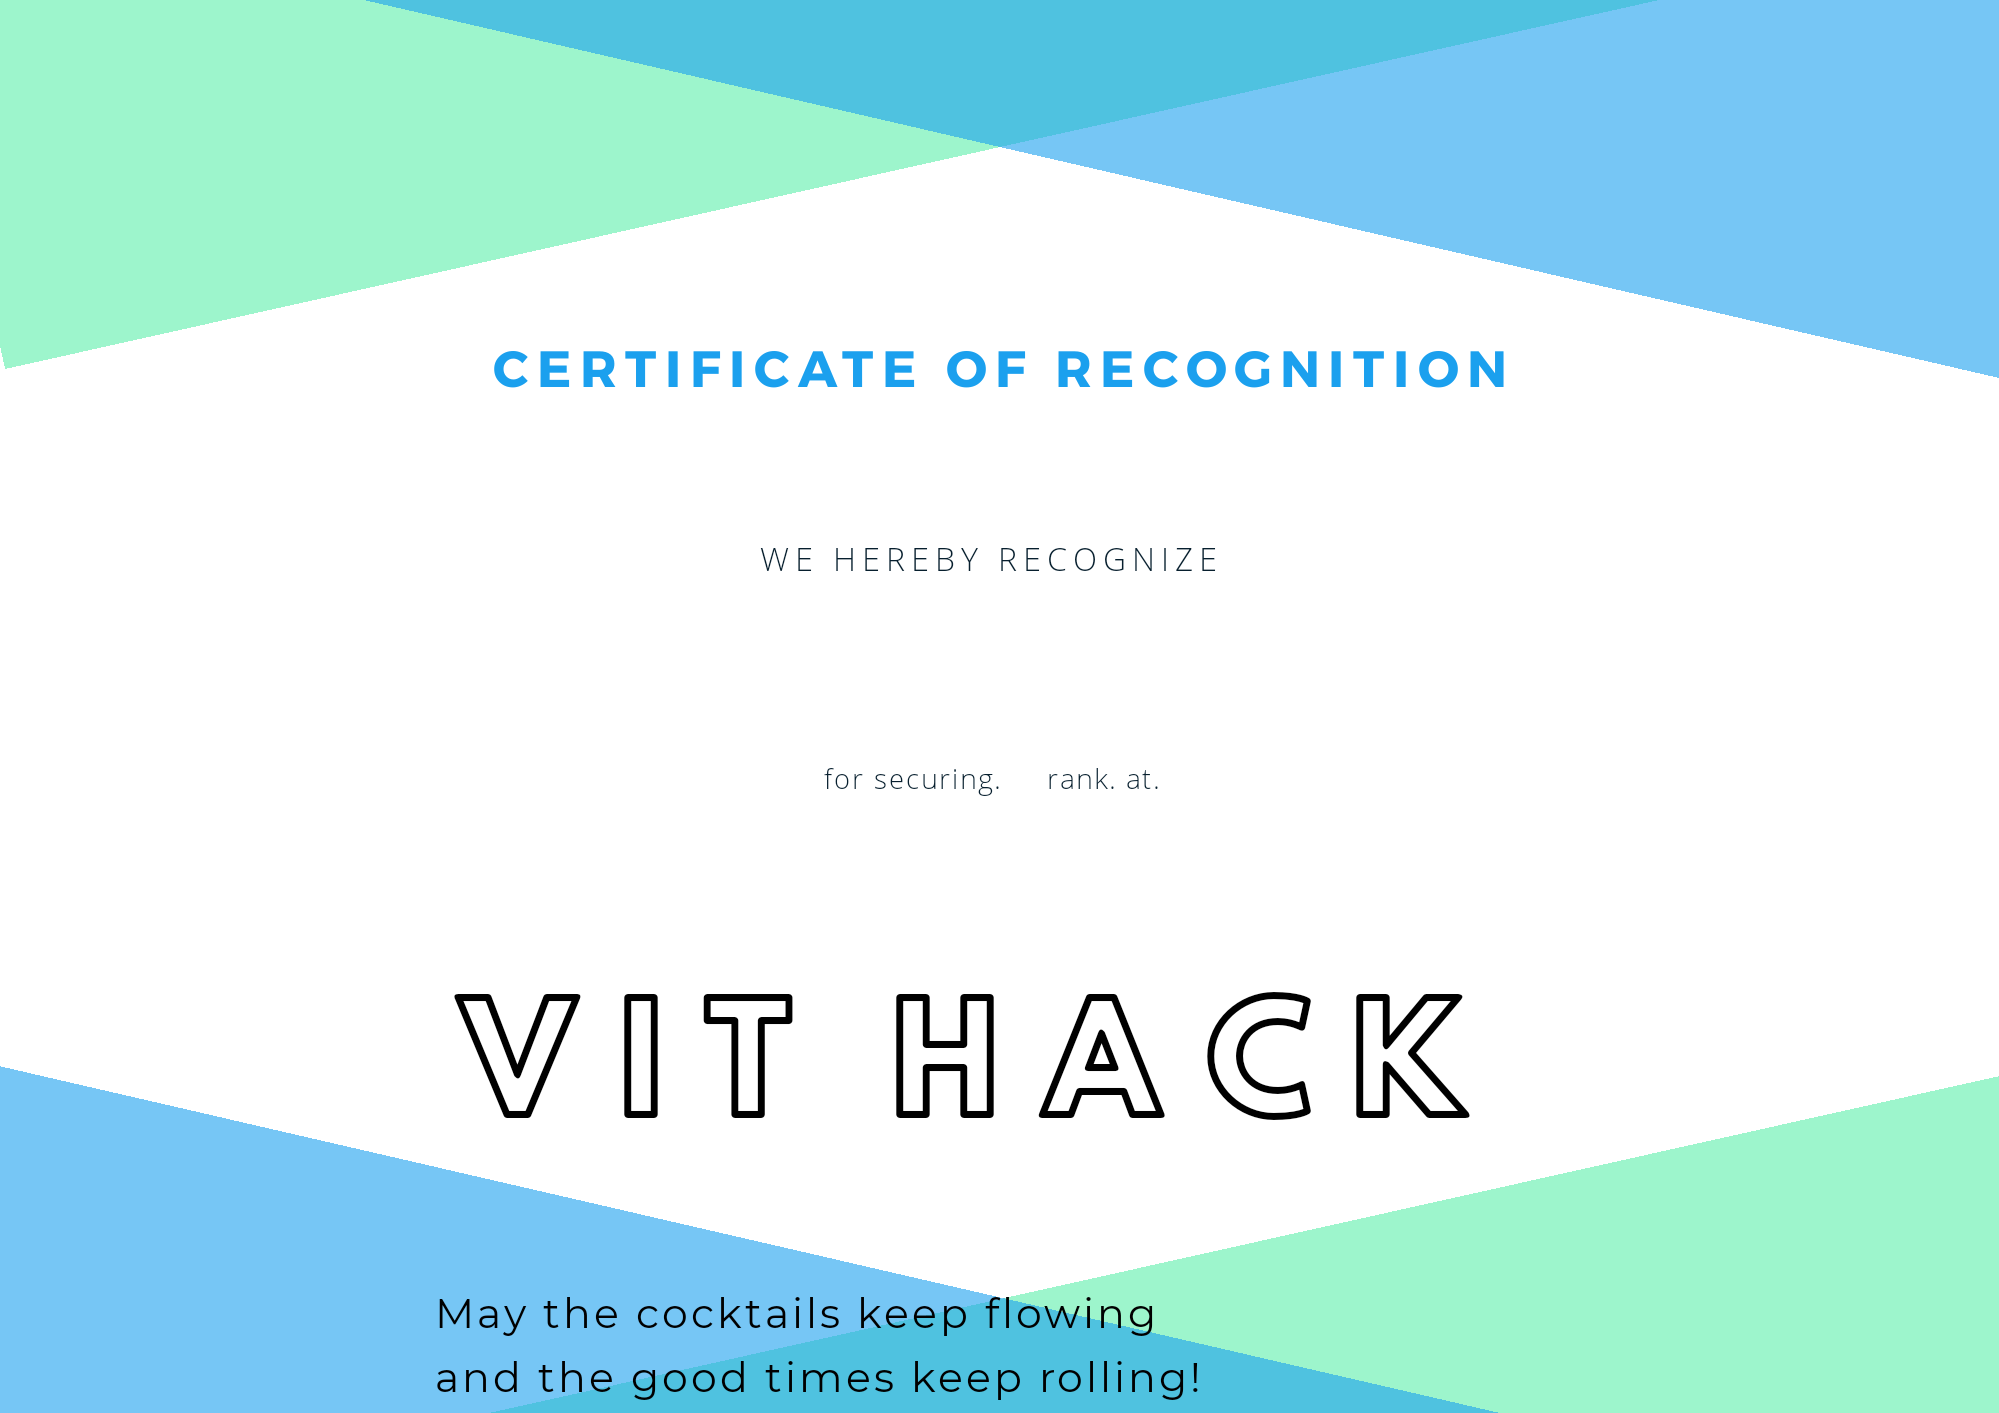 CERTIFICATE OF RECOGNITION
WE HEREBY RECOGNIZE
for securing. rank. at.
VIT HACK
May the cocktails keep flowing
and the good times keep rolling!